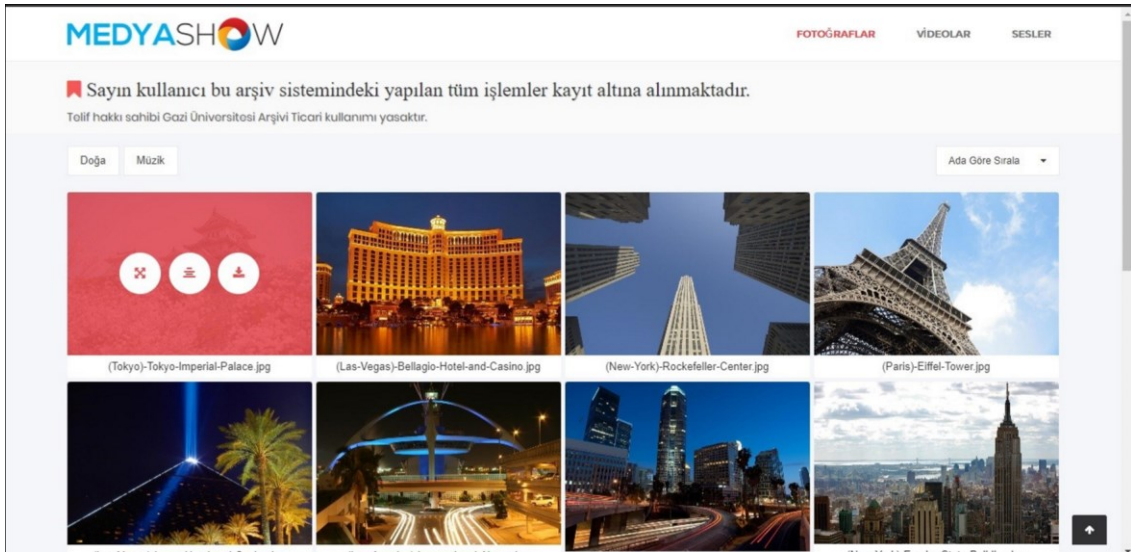 MEDYASHOW
FOTOĞRAFLAR VİDEOLAR SESLER
Sayın kullanıcı bu arşiv sistemindeki yapılan tüm işlemler kayıt altına alınmaktadır.
Telif hakkı sahibi Gazi Üniversitesi Arşivi Ticari kullanımı yasaktır.
Doğa Müzik Ada Göre Sırala
(Tokyo)-Tokyo-Imperial-Palace.jpg (Las-Vegas)-Bellagio-Hotel-and-Casino.jpg (New-York)-Rockefeller-Center.jpg (Paris)-Eiffel-Tower.jpg